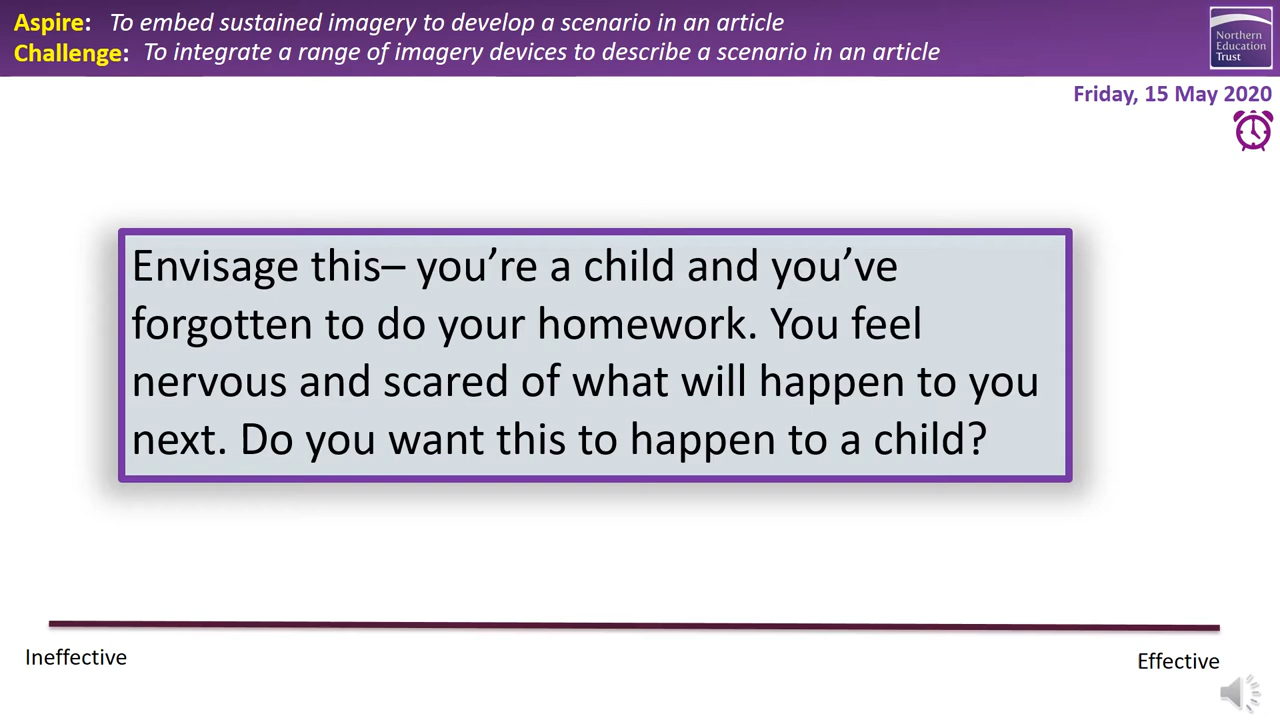 Aspire: To embed sustained imagery to develop a scenario in an article
Challenge: To integrate a range of imagery devices to describe a scenario in an article
Northern
Education
Trust
Friday, 15 May 2020
Envisage this– you’re a child and you’ve
forgotten to do your homework. You feel
nervous and scared of what will happen to you
next. Do you want this to happen to a child?
Ineffective
Effective